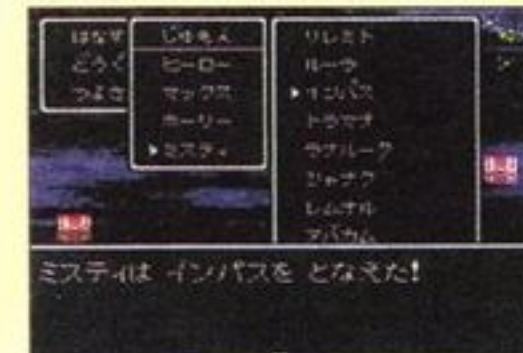 はなす
どうぐ
つよさ
じゅもん
ヒーロー
マックス
ホーリー
ミスティ
リレミト
ルーラ
インパス
トラマナ
ラナルータ
シャナク
レムオル
アバカム
ミスティは インパスを となえた!